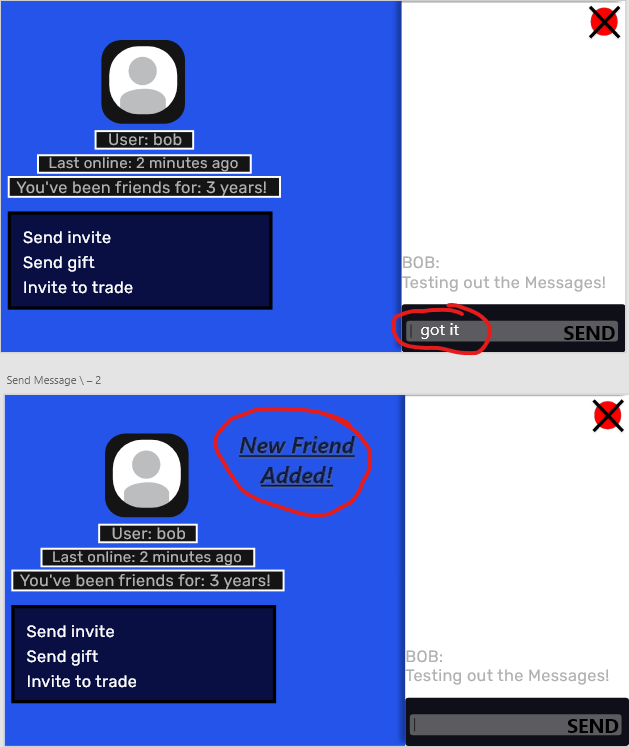 User: bob
Last online: 2 minutes ago
You've been friends for: 3 years!
Send invite
Send gift
Invite to trade
BOB:
Testing out the Messages!
got it SEND
Send Message \ – 2
New Friend
Added!
User: bob
Last online: 2 minutes ago
You've been friends for: 3 years!
Send invite
Send gift
Invite to trade
BOB:
Testing out the Messages!
SEND